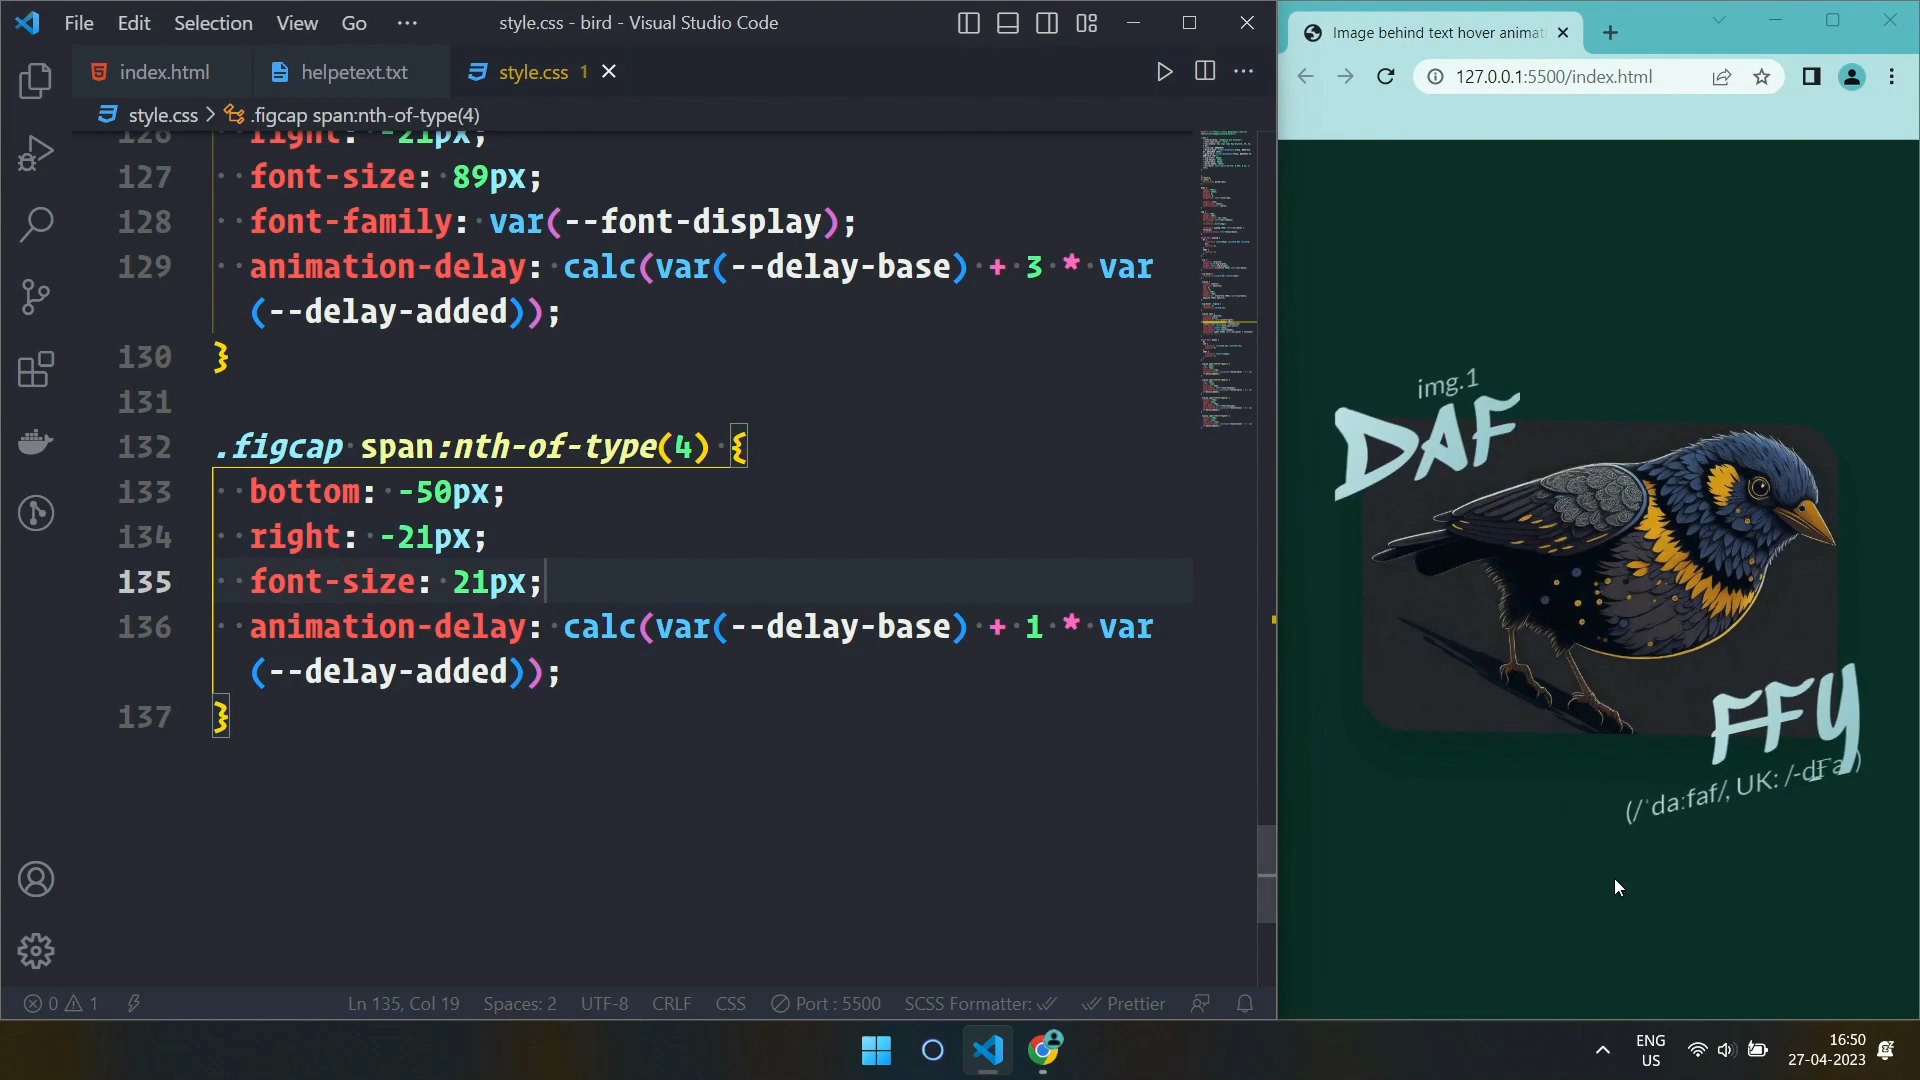 File Edit Selection View Go ···
style.css - bird - Visual Studio Code
index.html helpetext.txt style.css 1
style.css > .figcap span:nth-of-type(4)
126 right: -21px;
127 font-size: 89px;
128 font-family: var(--font-display);
129 animation-delay: calc(var(--delay-base) + 3 * var
(--delay-added));
130 }
131
132 .figcap span:nth-of-type(4) {
133 bottom: -50px;
134 right: -21px;
135 font-size: 21px;
136 animation-delay: calc(var(--delay-base) + 1 * var
(--delay-added));
137 }
0 1 Ln 135, Col 19 Spaces: 2 UTF-8 CRLF CSS Port : 5500 SCSS Formatter: Prettier
Image behind text hover animat
127.0.0.1:5500/index.html
img.1
DAF
FFY
(/ˈdaːfaf/, UK:
ENG
US
16:50
27-04-2023